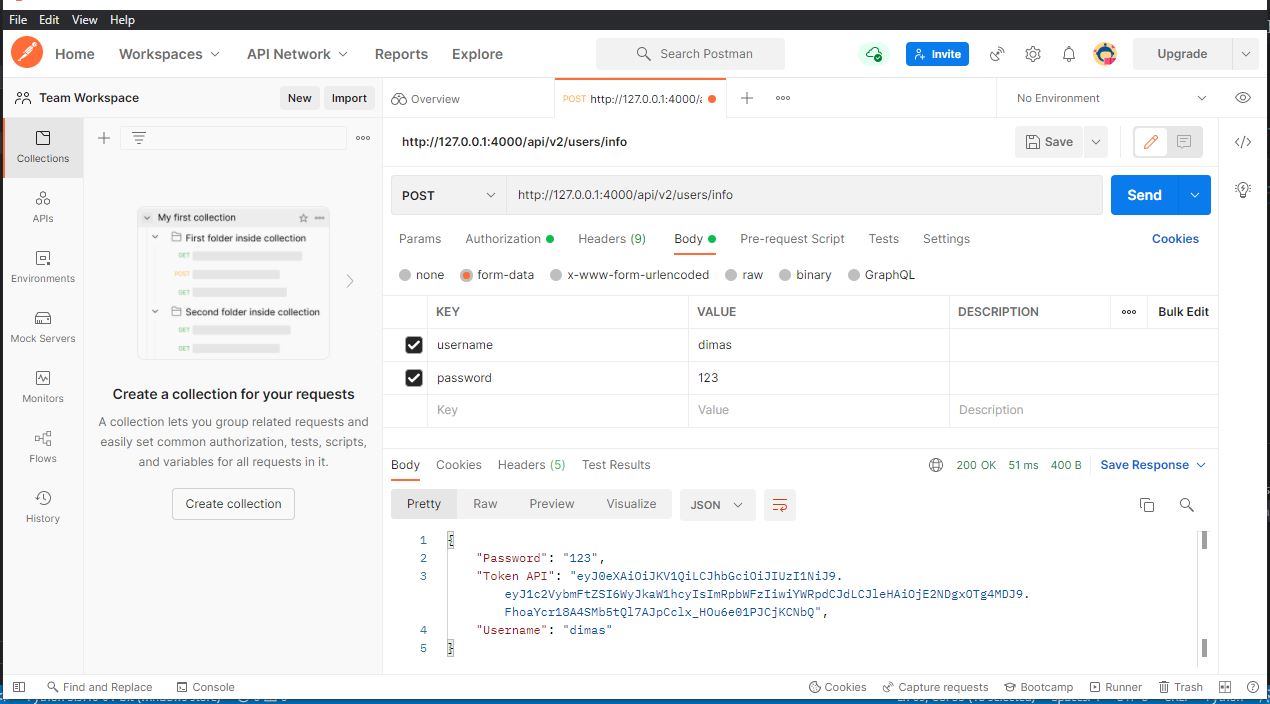 File Edit View Help
Home Workspaces API Network Reports Explore Search Postman Invite Upgrade
Team Workspace New Import
Overview POST http://127.0.0.1:4000/a No Environment
Collections
APIs
Environments
Mock Servers
Monitors
Flows
History
My first collection
First folder inside collection
GET
POST
GET
Second folder inside collection
GET
GET
Create a collection for your requests
A collection lets you group related requests and
easily set common authorization, tests, scripts,
and variables for all requests in it.
Create collection
http://127.0.0.1:4000/api/v2/users/info Save
POST http://127.0.0.1:4000/api/v2/users/info Send
Params Authorization Headers (9) Body Pre-request Script Tests Settings Cookies
none form-data x-www-form-urlencoded raw binary GraphQL
KEY VALUE DESCRIPTION Bulk Edit
username dimas
password 123
Key Value Description
Body Cookies Headers (5) Test Results 200 OK 51 ms 400 B Save Response
Pretty Raw Preview Visualize JSON
1 {
2 "Password": "123",
3 "Token API": "eyJ0eXAiOiJKV1QiLCJhbGciOiJIUzI1NiJ9.
eyJ1c2VybmFtZSI6WyJkaW1hcyIsImRpbWFzIiwiYWRpdCJdLCJleHAiOjE2NDgxOTg4MDJ9.
FhoaYcr18A4SMb5tQl7AJpCclx_HOu6e01PJCjKCNbQ",
4 "Username": "dimas"
5 }
Find and Replace Console Cookies Capture requests Bootcamp Runner Trash